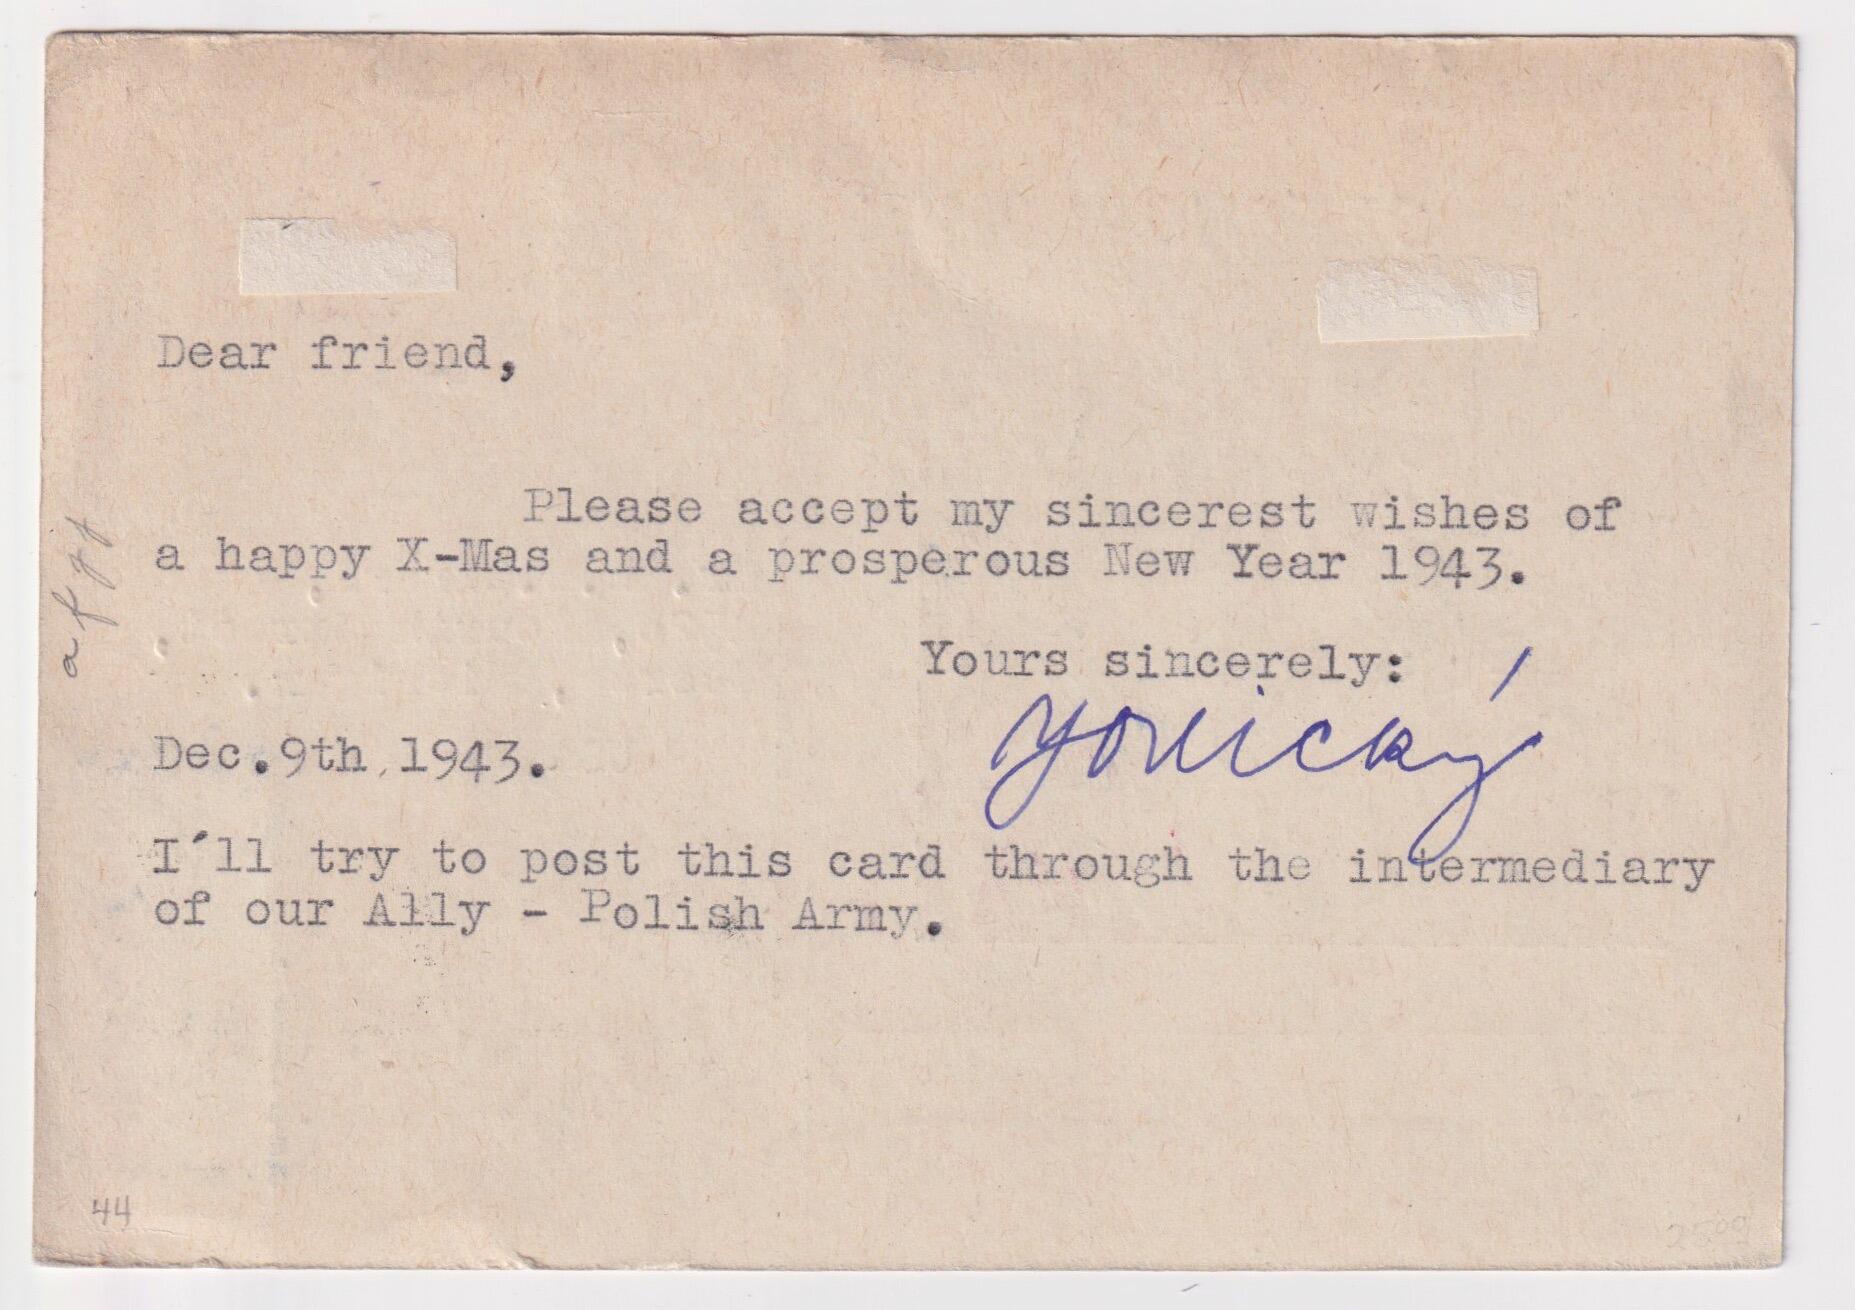 Dear friend,
Please accept my sincerest wishes of
a happy X-Mas and a prosperous New Year 1943.
Yours sincerely:
Dec.9th,1943.
I´ll try to post this card through the intermediary
of our Ally - Polish Army.
44